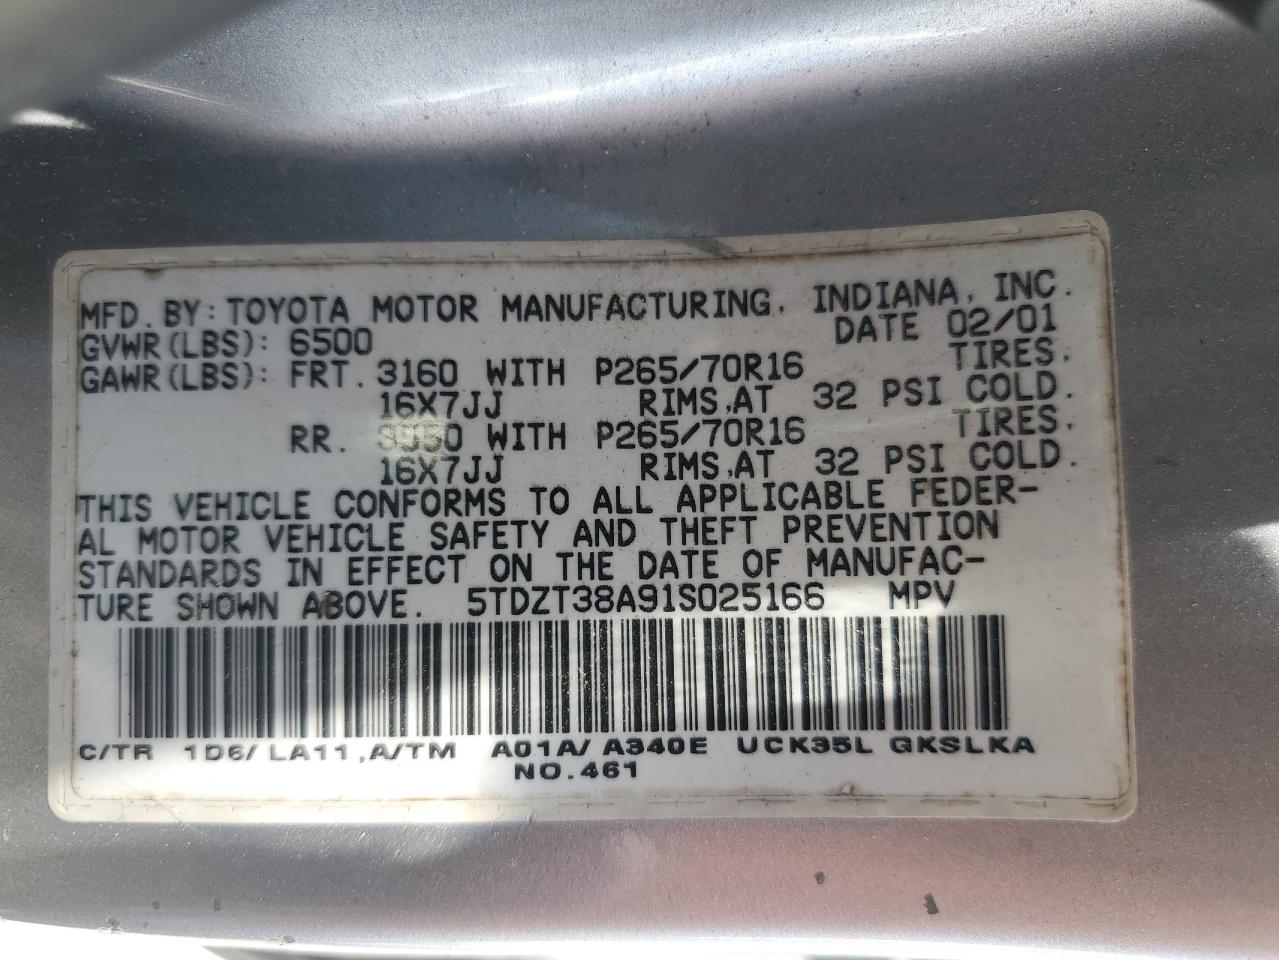 MFD. BY: TOYOTA MOTOR MANUFACTURING, INDIANA, INC.
GVWR(LBS): 6500 DATE 02/01
GAWR(LBS): FRT. 3160 WITH P265/70R16 TIRES.
16X7JJ RIMS,AT 32 PSI COLD.
RR. WITH P265/70R16 TIRES.
16X7JJ RIMS,AT 32 PSI COLD.
THIS VEHICLE CONFORMS TO ALL APPLICABLE FEDER-
AL MOTOR VEHICLE SAFETY AND THEFT PREVENTION
STANDARDS IN EFFECT ON THE DATE OF MANUFAC-
TURE SHOWN ABOVE. 5TDZT38A91S025166 MPV
C/TR 1D6/ LA11,A/TM A01A/ A340E UCK35L GKSLKA
NO.461